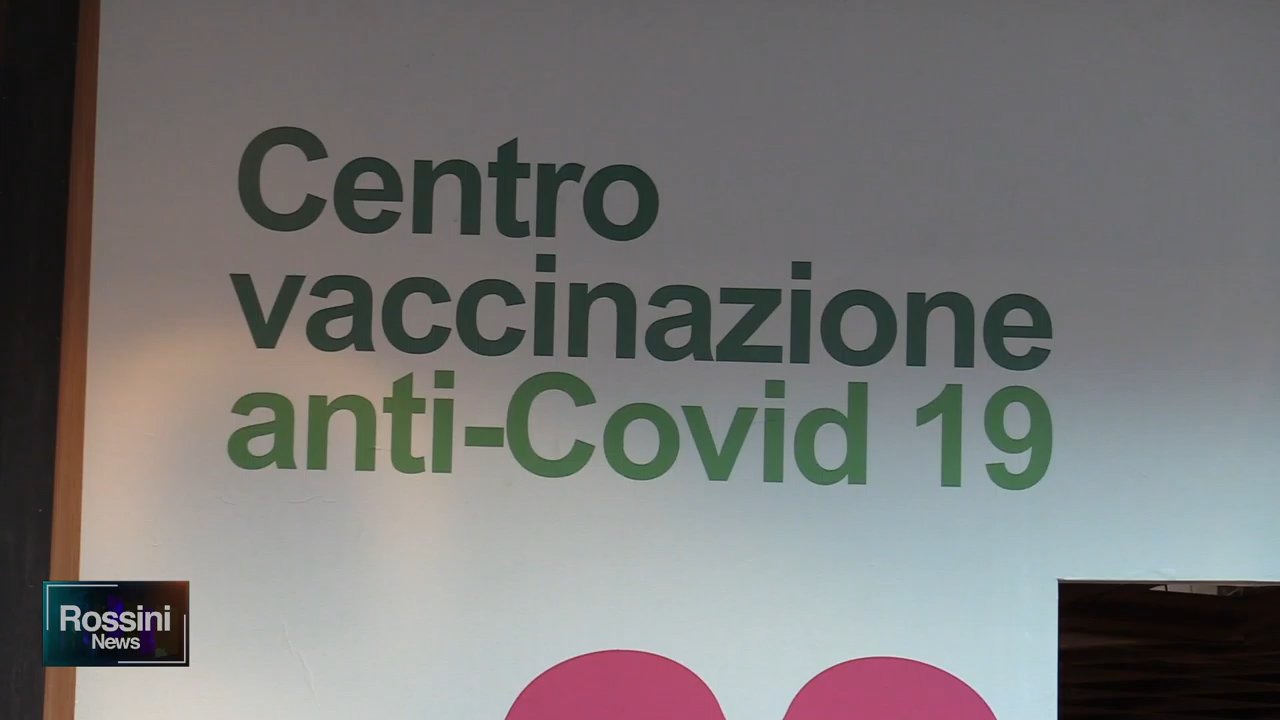 Centro
vaccinazione
anti-Covid 19
Rossini
News